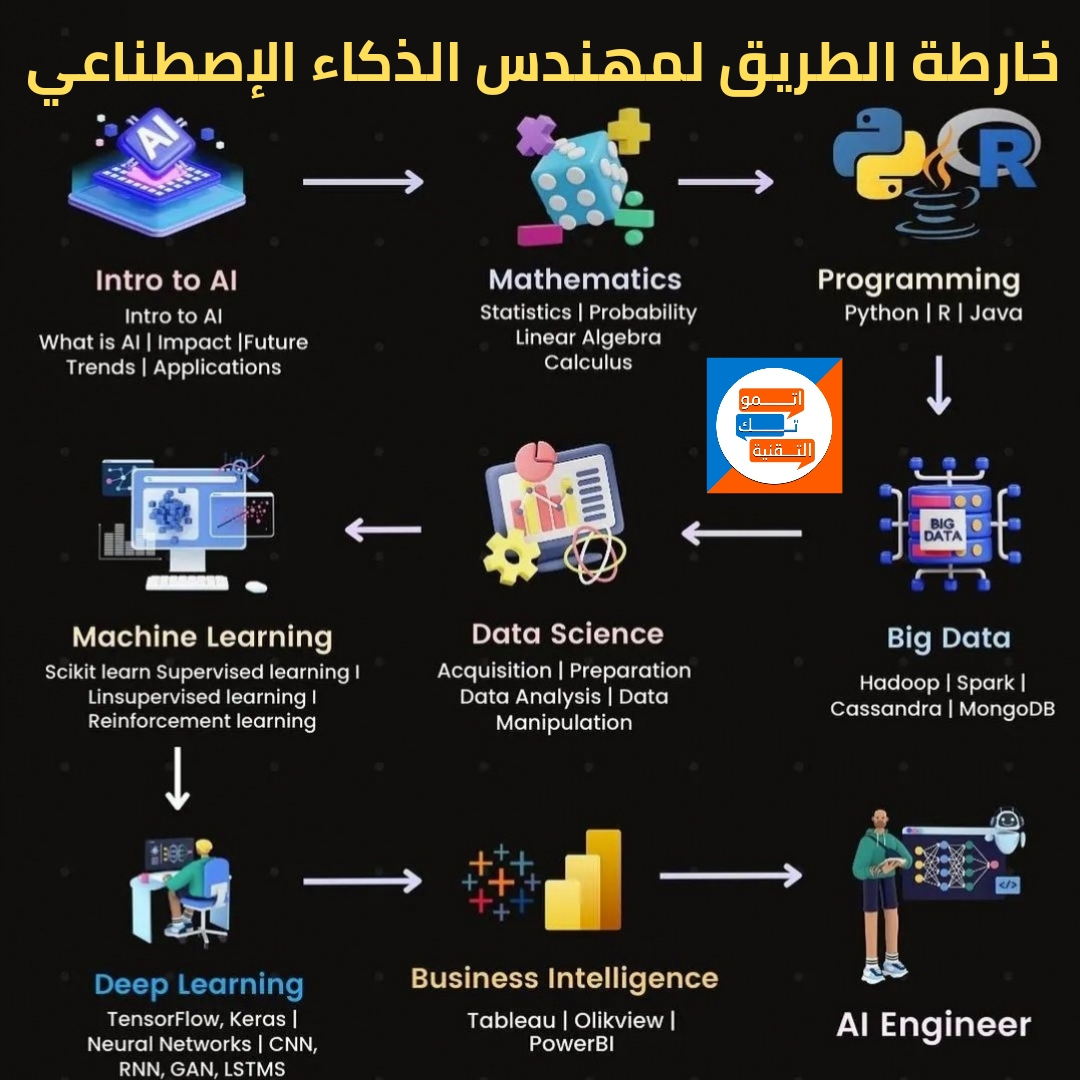 خارطة الطريق لمهندس الذكاء الإصطناعي
AI
R
Intro to AI
Intro to AI
What is AI | Impact |Future
Trends | Applications
Mathematics
Statistics | Probability
Linear Algebra
Calculus
Programming
Python | R | Java
اتمو
تك
التقنية
BIG
DATA
Big Data
Hadoop | Spark |
Cassandra | MongoDB
Data Science
Acquisition | Preparation
Data Analysis | Data
Manipulation
Machine Learning
Scikit learn Supervised learning I
Linsupervised learning I
Reinforcement learning
Deep Learning
TensorFlow, Keras |
Neural Networks | CNN,
RNN, GAN, LSTMS
Business Intelligence
Tableau | Olikview |
PowerBI
</>
AI Engineer